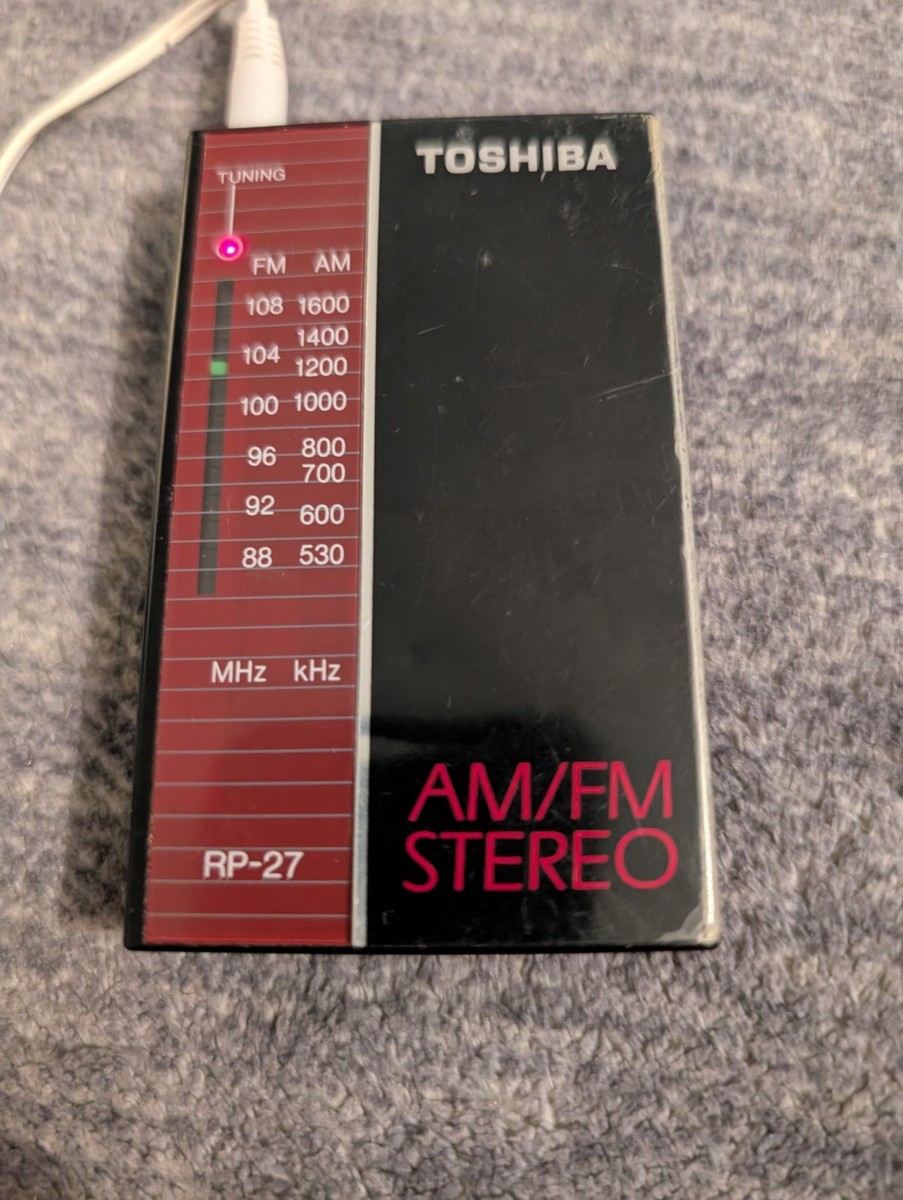 TOSHIBA
TUNING
FM AM
108 1600
1400
104
1200
100 1000
96 800
700
92 600
88 530
MHz kHz
AM/FM
STEREO
RP-27